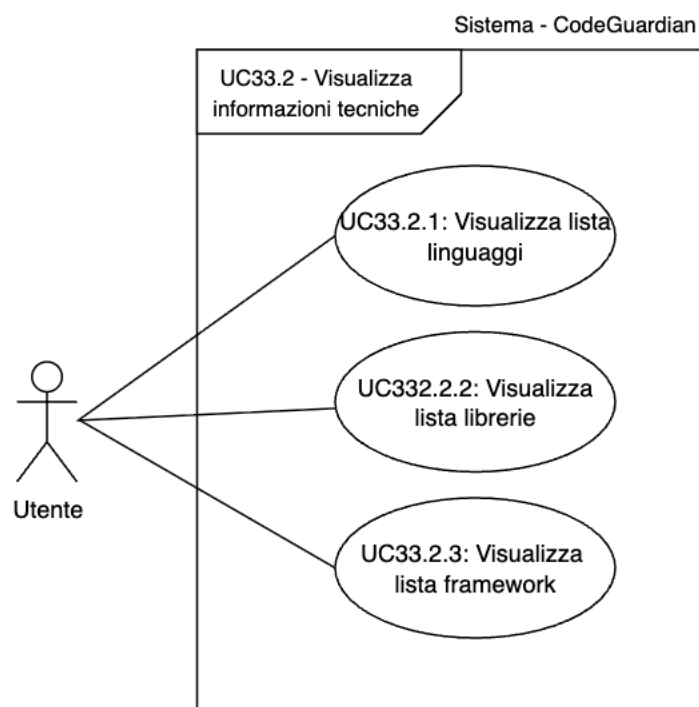 Sistema - CodeGuardian
UC33.2 - Visualizza
informazioni tecniche
UC33.2.1: Visualizza lista
linguaggi
UC332.2.2: Visualizza
lista librerie
Utente
UC33.2.3: Visualizza
lista framework